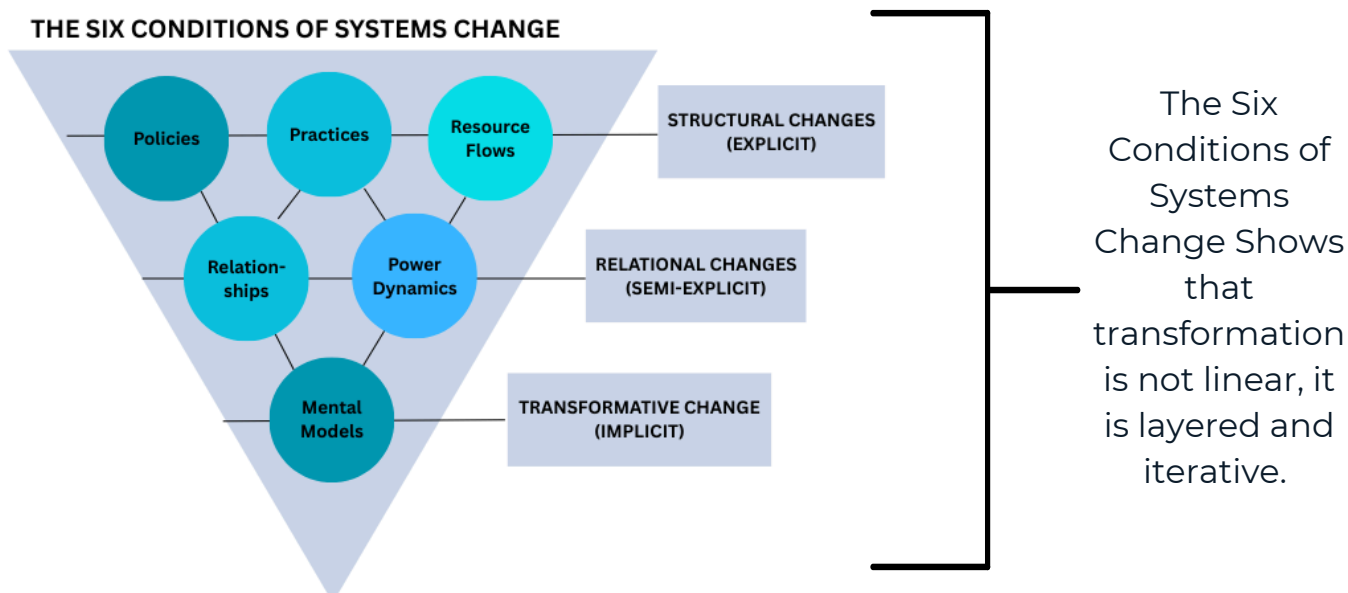 THE SIX CONDITIONS OF SYSTEMS CHANGE
Policies
Practices
Resource
Flows
STRUCTURAL CHANGES
(EXPLICIT)
Relation-
ships
Power
Dynamics
RELATIONAL CHANGES
(SEMI-EXPLICIT)
Mental
Models
TRANSFORMATIVE CHANGE
(IMPLICIT)
The Six
Conditions of
Systems
Change Shows
that
transformation
is not linear, it
is layered and
iterative.